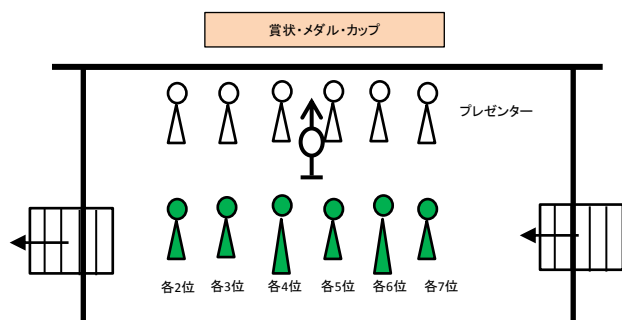 賞状・メダル・カップ
プレゼンター
各2位 各3位 各4位 各5位 各6位 各7位